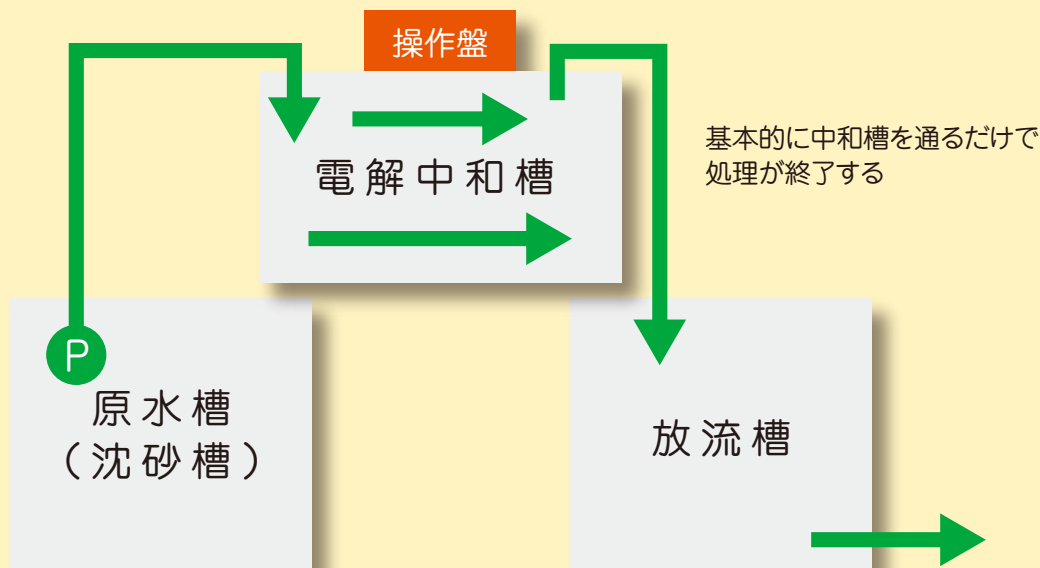 操作盤
電解中和槽
基本的に中和槽を通るだけで
処理が終了する
P
原水槽
（沈砂槽）
放流槽